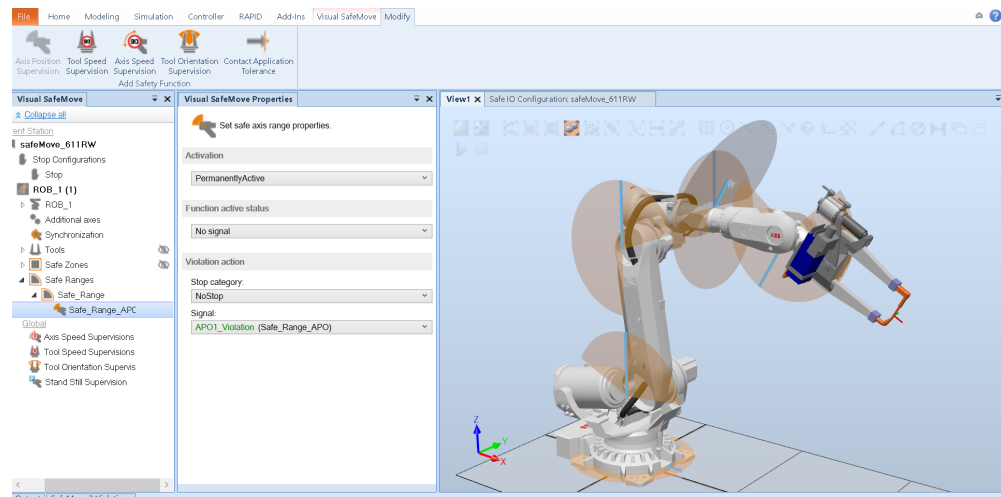 File Home Modeling Simulation Controller RAPID Add-Ins Visual SafeMove Modify
Axis Position Supervision
Tool Speed Supervision
Axis Speed Supervision
Tool Orientation Supervision
Contact Application Tolerance
Add Safety Function
Visual SafeMove
Collapse all
ent Station
safeMove_611RW
Stop Configurations
Stop
ROB_1 (1)
ROB_1
Additional axes
Synchronization
Tools
Safe Zones
Safe Ranges
Safe_Range
Safe_Range_APC
Global
Axis Speed Supervisions
Tool Speed Supervisions
Tool Orientation Supervis
Stand Still Supervision
Visual SafeMove Properties
Set safe axis range properties.
Activation
PermanentlyActive
Function active status
No signal
Violation action
Stop category:
NoStop
Signal:
APO1_Violation (Safe_Range_APO)
View1 Safe IO Configuration: safeMove_611RW
ABB
Z
Y
X